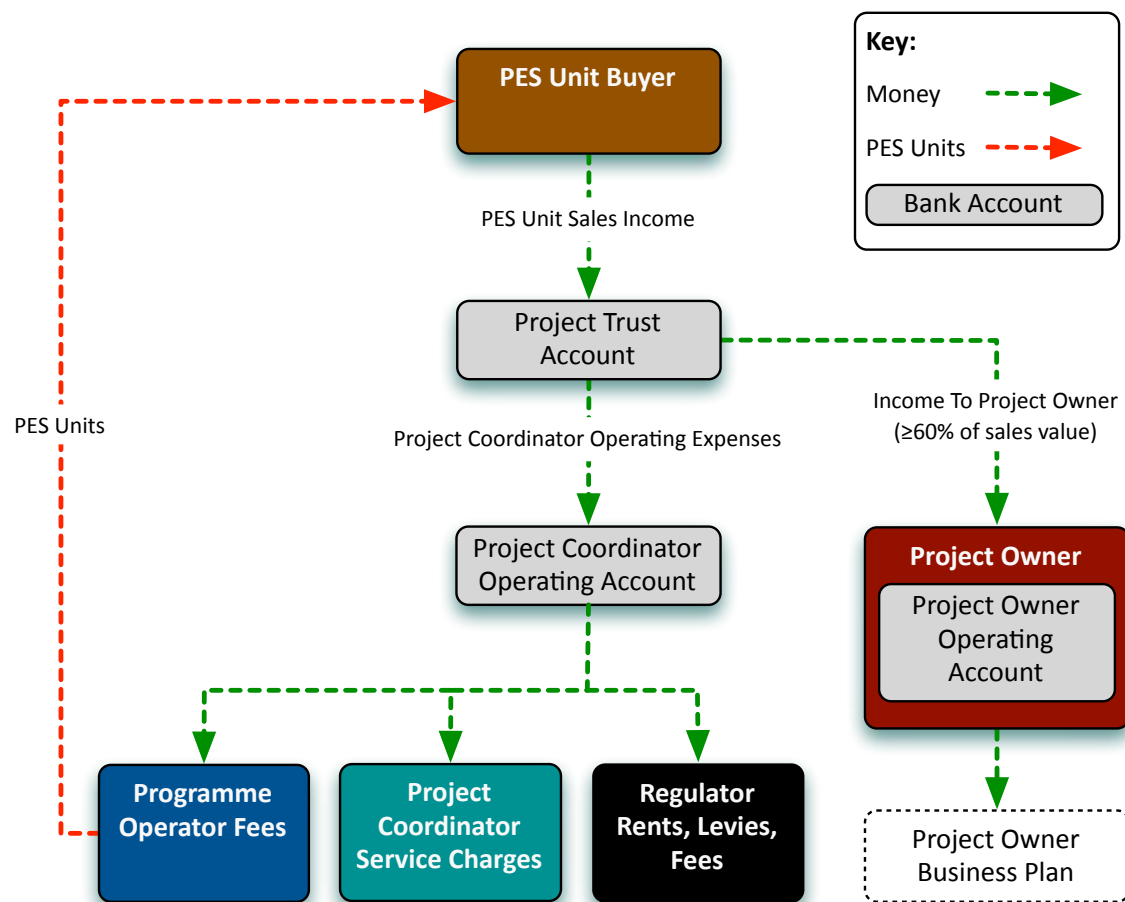 PES Unit Buyer
Key:
Money
PES Units
Bank Account
PES Unit Sales Income
Project Trust
Account
PES Units
Project Coordinator Operating Expenses
Income To Project Owner
(≥60% of sales value)
Project Coordinator
Operating Account
Project Owner
Project Owner
Operating
Account
Programme
Operator Fees
Project
Coordinator
Service Charges
Regulator
Rents, Levies,
Fees
Project Owner
Business Plan